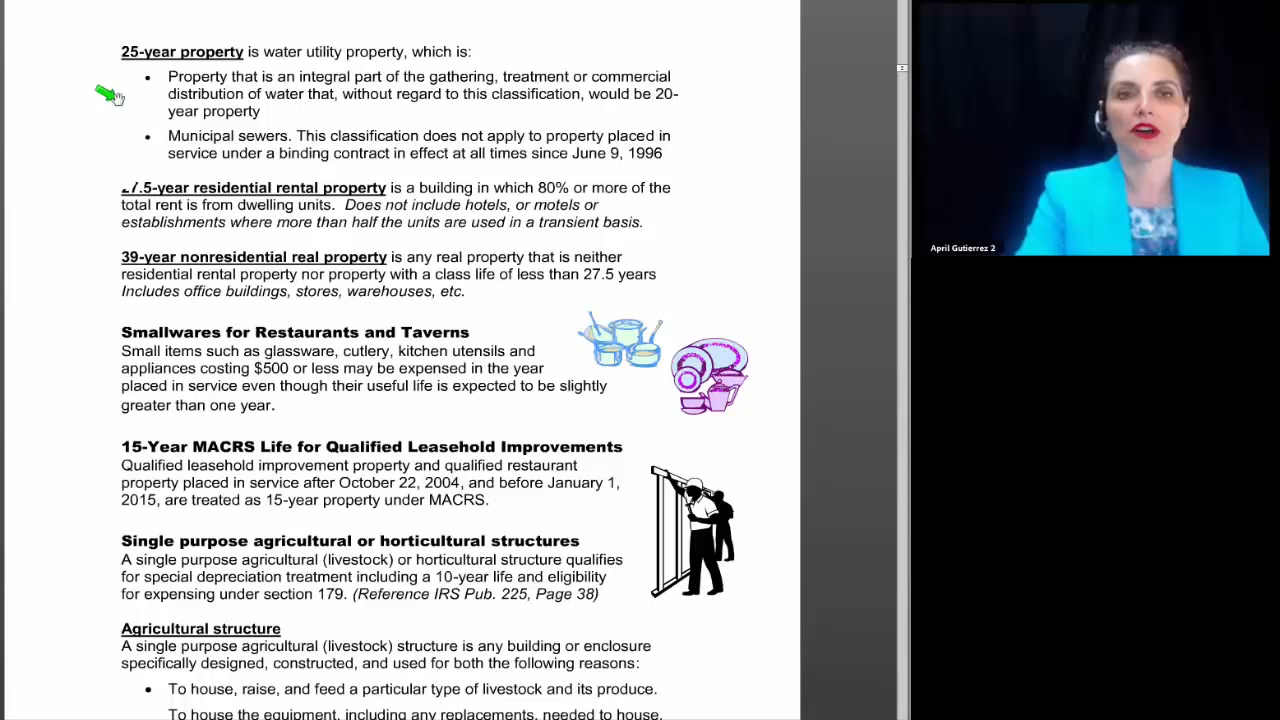 25-year property is water utility property, which is:
• Property that is an integral part of the gathering, treatment or commercial
distribution of water that, without regard to this classification, would be 20-
year property
• Municipal sewers. This classification does not apply to property placed in
service under a binding contract in effect at all times since June 9, 1996
27.5-year residential rental property is a building in which 80% or more of the
total rent is from dwelling units. Does not include hotels, or motels or
establishments where more than half the units are used in a transient basis.
39-year nonresidential real property is any real property that is neither
residential rental property nor property with a class life of less than 27.5 years
Includes office buildings, stores, warehouses, etc.
Smallwares for Restaurants and Taverns
Small items such as glassware, cutlery, kitchen utensils and
appliances costing $500 or less may be expensed in the year
placed in service even though their useful life is expected to be slightly
greater than one year.
15-Year MACRS Life for Qualified Leasehold Improvements
Qualified leasehold improvement property and qualified restaurant
property placed in service after October 22, 2004, and before January 1,
2015, are treated as 15-year property under MACRS.
Single purpose agricultural or horticultural structures
A single purpose agricultural (livestock) or horticultural structure qualifies
for special depreciation treatment including a 10-year life and eligibility
for expensing under section 179. (Reference IRS Pub. 225, Page 38)
Agricultural structure
A single purpose agricultural (livestock) structure is any building or enclosure
specifically designed, constructed, and used for both the following reasons:
• To house, raise, and feed a particular type of livestock and its produce.
To house the equipment, including any replacements, needed to house,
April Gutierrez 2